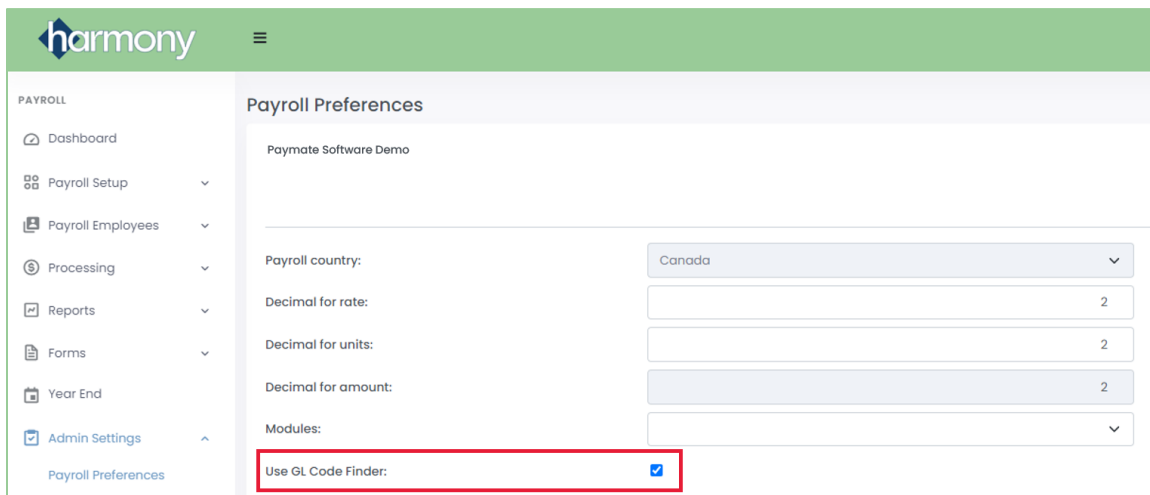 harmony
PAYROLL
Dashboard
Payroll Setup
Payroll Employees
Processing
Reports
Forms
Year End
Admin Settings
Payroll Preferences
Payroll Preferences
Paymate Software Demo
Payroll country: Canada
Decimal for rate: 2
Decimal for units: 2
Decimal for amount: 2
Modules:
Use GL Code Finder: